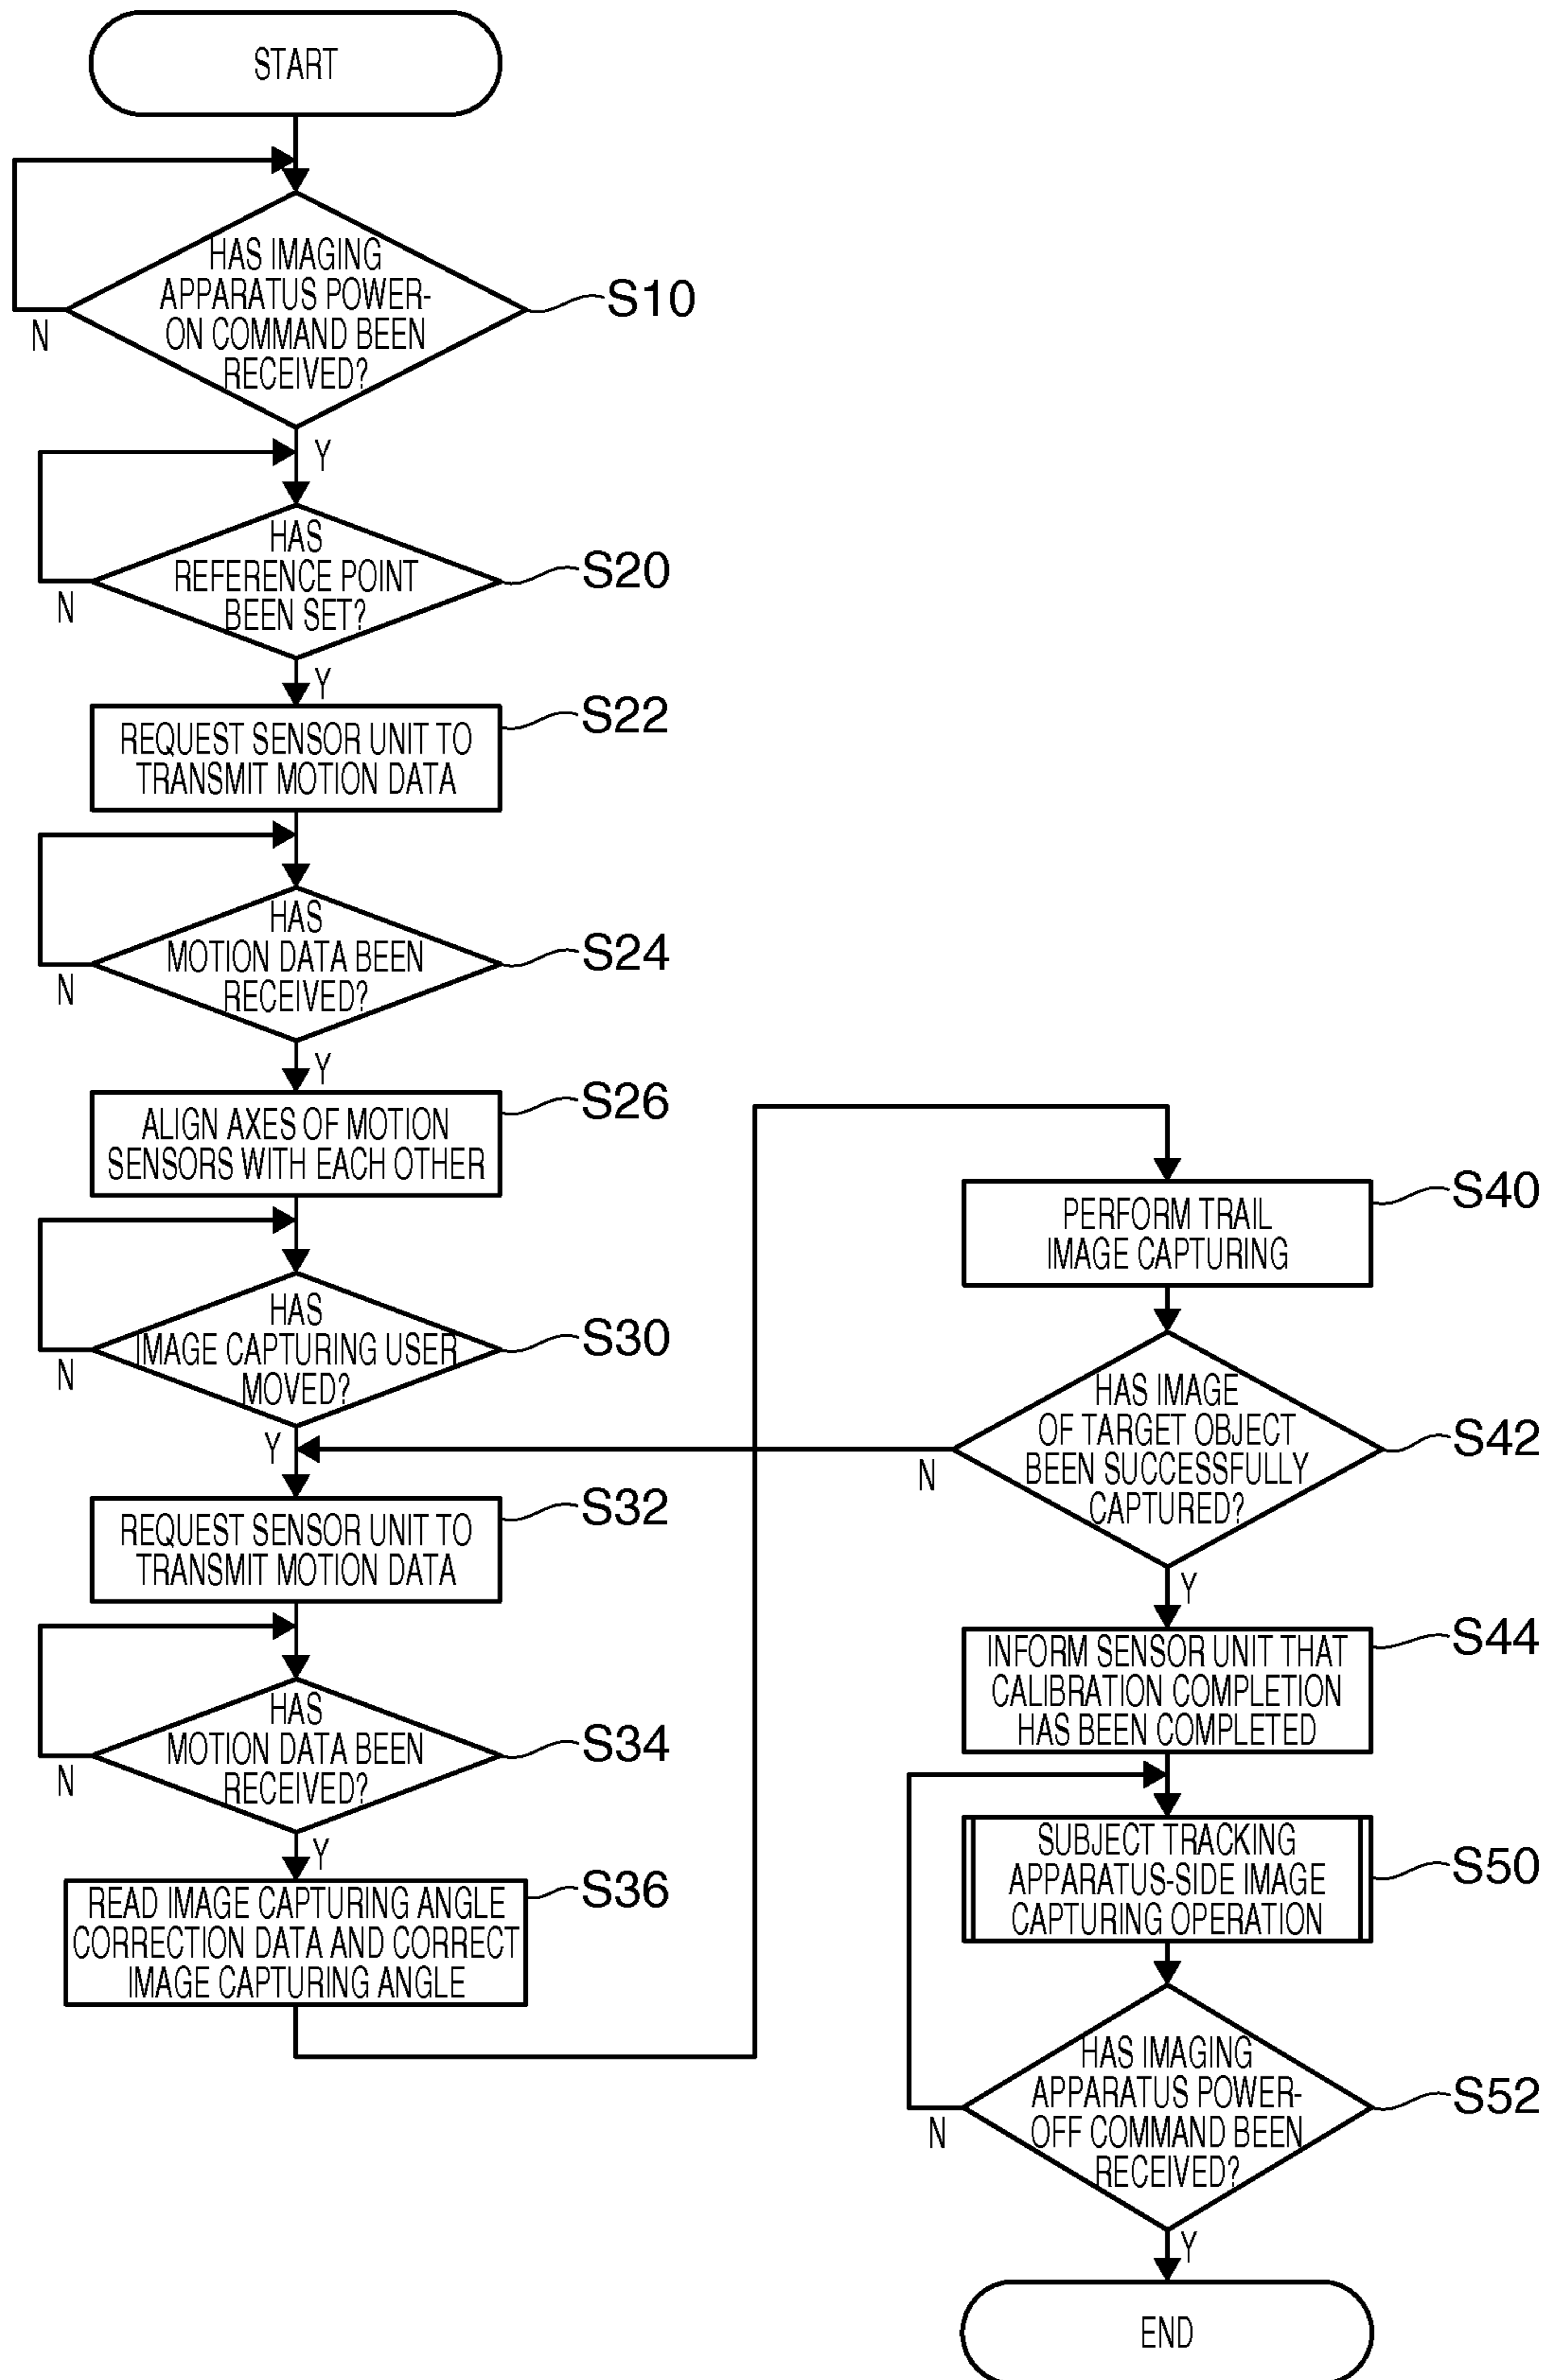 START
HAS IMAGING
APPARATUS POWER-
ON COMMAND BEEN
RECEIVED?
S10
N
Y
HAS
REFERENCE POINT
BEEN SET?
S20
N
Y
REQUEST SENSOR UNIT TO
TRANSMIT MOTION DATA
S22
HAS
MOTION DATA BEEN
RECEIVED?
S24
N
Y
ALIGN AXES OF MOTION
SENSORS WITH EACH OTHER
S26
HAS
IMAGE CAPTURING USER
MOVED?
S30
N
Y
REQUEST SENSOR UNIT TO
TRANSMIT MOTION DATA
S32
HAS
MOTION DATA BEEN
RECEIVED?
S34
N
Y
READ IMAGE CAPTURING ANGLE
CORRECTION DATA AND CORRECT
IMAGE CAPTURING ANGLE
S36
PERFORM TRAIL
IMAGE CAPTURING
S40
HAS IMAGE
OF TARGET OBJECT
BEEN SUCCESSFULLY
CAPTURED?
S42
N
Y
INFORM SENSOR UNIT THAT
CALIBRATION COMPLETION
HAS BEEN COMPLETED
S44
SUBJECT TRACKING
APPARATUS-SIDE IMAGE
CAPTURING OPERATION
S50
HAS IMAGING
APPARATUS POWER-
OFF COMMAND BEEN
RECEIVED?
S52
N
Y
END